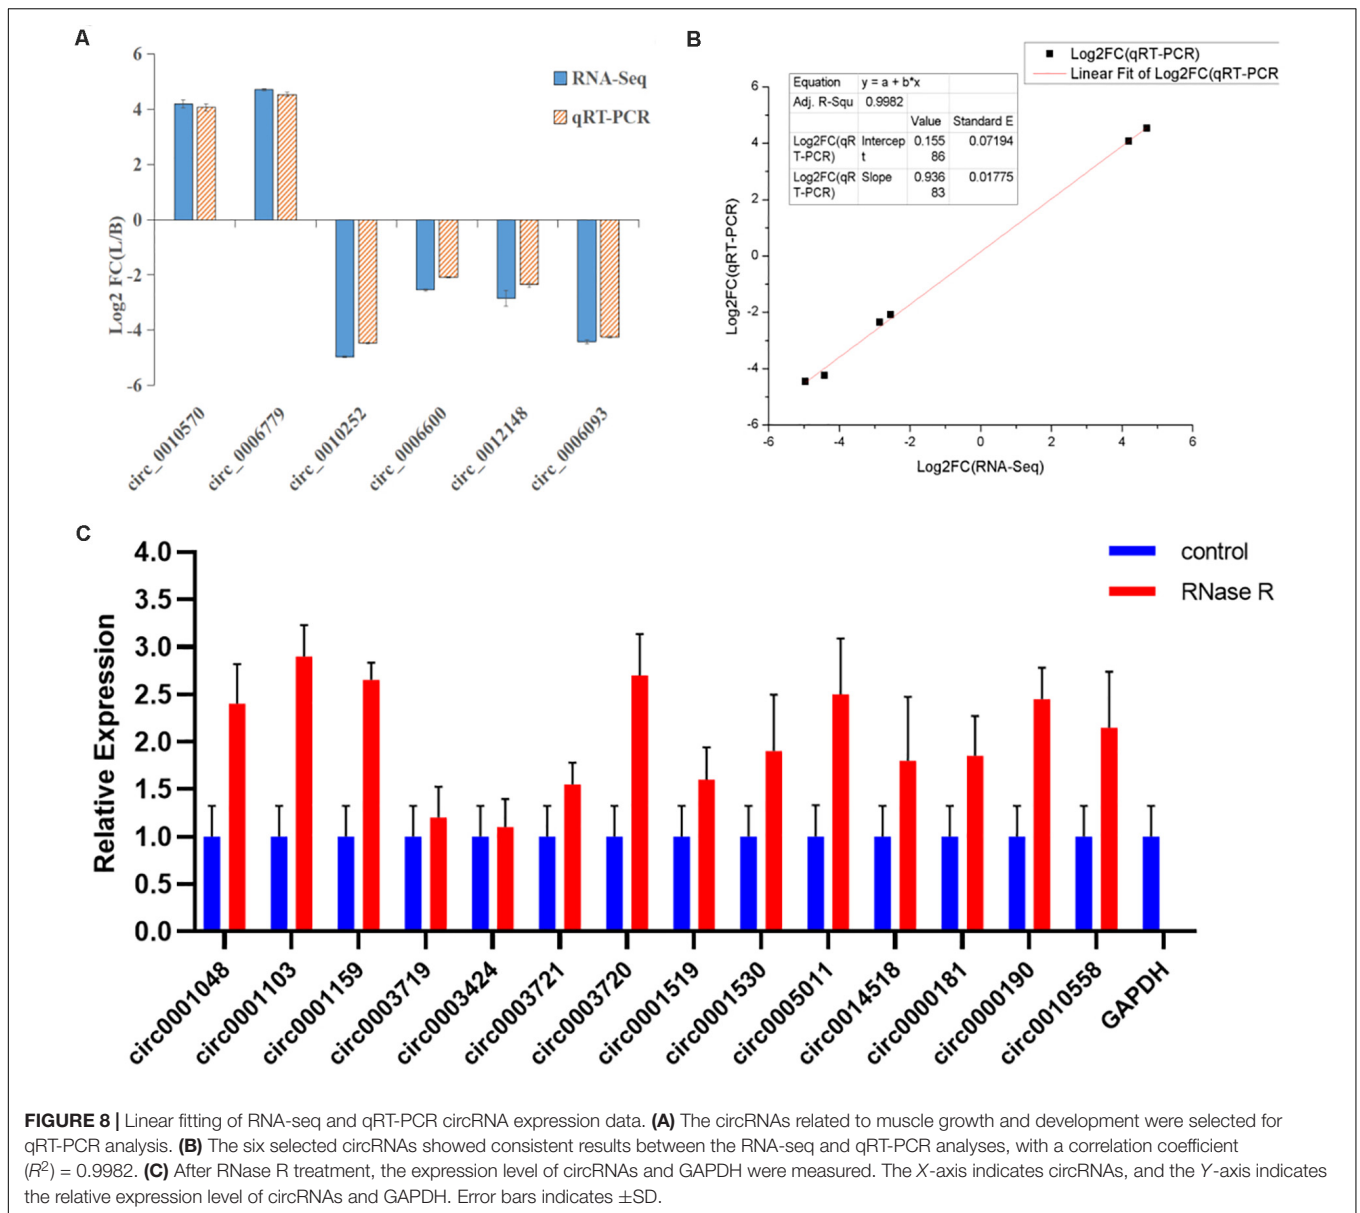 A
6
4
2
0
-2
-4
-6
Log2 FC(L/B)
RNA-Seq
qRT-PCR
circ_0010570
circ_0006779
circ_0010252
circ_0006600
circ_0012148
circ_0006093
B
Log2FC(qRT-PCR)
Linear Fit of Log2FC(qRT-PCR
Equation y = a + b*x
Adj. R-Squ 0.9982
Value Standard E
Log2FC(qR Intercep 0.155 0.07194
T-PCR) t 86
Log2FC(qR Slope 0.936 0.01775
T-PCR) 83
6
4
2
0
-2
-4
-6
Log2FC(qRT-PCR)
-6 -4 -2 0 2 4 6
Log2FC(RNA-Seq)
C
control
RNase R
4.0
3.5
3.0
2.5
2.0
1.5
1.0
0.5
0.0
Relative Expression
circ0001048
circ0001103
circ0001159
circ0003719
circ0003424
circ0003721
circ0003720
circ0001519
circ0001530
circ0005011
circ0014518
circ0000181
circ0000190
circ0010558
GAPDH
FIGURE 8 | Linear fitting of RNA-seq and qRT-PCR circRNA expression data. (A) The circRNAs related to muscle growth and development were selected for
qRT-PCR analysis. (B) The six selected circRNAs showed consistent results between the RNA-seq and qRT-PCR analyses, with a correlation coefficient
(R²) = 0.9982. (C) After RNase R treatment, the expression level of circRNAs and GAPDH were measured. The X-axis indicates circRNAs, and the Y-axis indicates
the relative expression level of circRNAs and GAPDH. Error bars indicates ±SD.